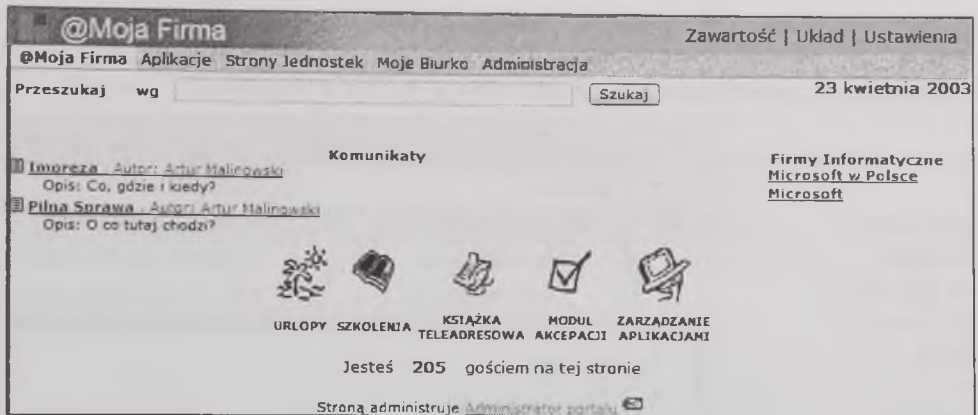 @Moja Firma
Zawartość | Układ | Ustawienia
@Moja Firma Aplikacje Strony Jednostek Moje Biurko Administracja
Przeszukaj wg Szukaj 23 kwietnia 2003
Komunikaty
Impreza - Autor: Artur Malinowski
Opis: Co, gdzie i kiedy?
Pilna Sprawa - Autor: Artur Malinowski
Opis: O co tutaj chodzi?
Firmy Informatyczne
Microsoft w Polsce
Microsoft
URLOPY
SZKOLENIA
KSIĄŻKA
TELEADRESOWA
MODUŁ
AKCEPACJI
ZARZĄDZANIE
APLIKACJAMI
Jesteś 205 gościem na tej stronie
Stroną administruje Administrator portalu